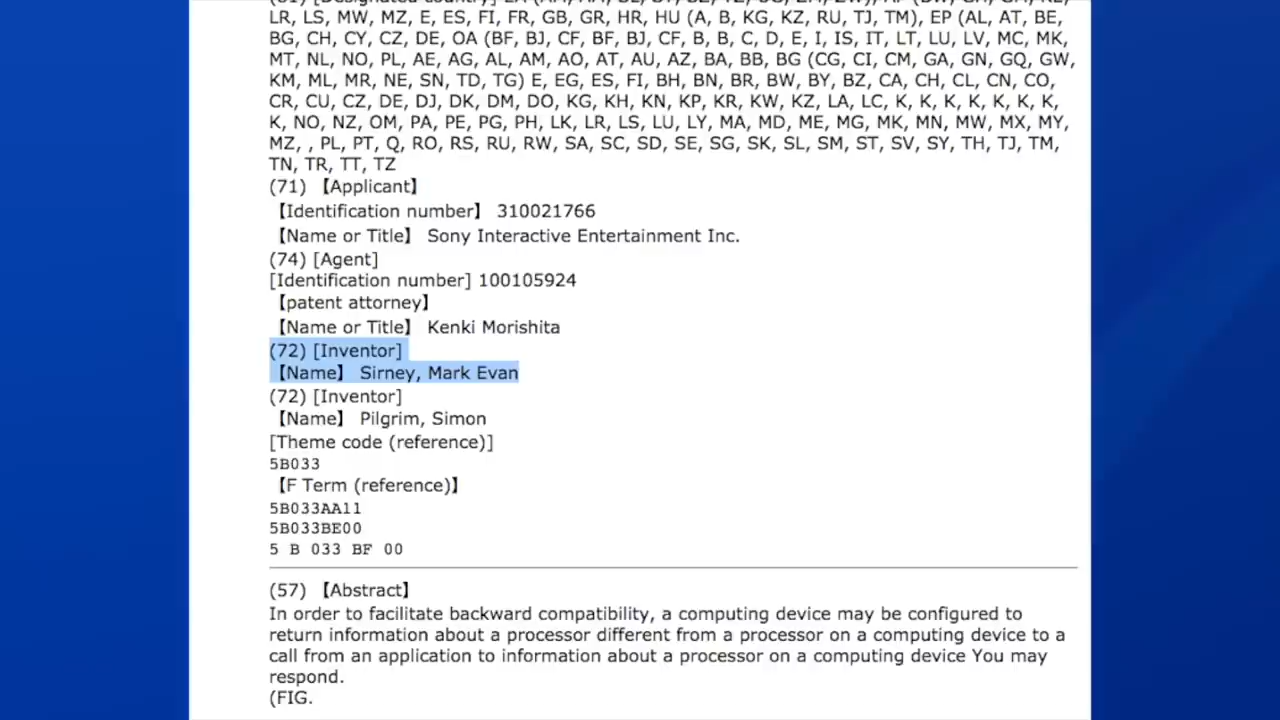 LR, LS, MW, MZ, E, ES, FI, FR, GB, GR, HR, HU (A, B, KG, KZ, RU, TJ, TM), EP (AL, AT, BE,
BG, CH, CY, CZ, DE, OA (BF, BJ, CF, BF, BJ, CF, B, B, C, D, E, I, IS, IT, LT, LU, LV, MC, MK,
MT, NL, NO, PL, AE, AG, AL, AM, AO, AT, AU, AZ, BA, BB, BG (CG, CI, CM, GA, GN, GQ, GW,
KM, ML, MR, NE, SN, TD, TG) E, EG, ES, FI, BH, BN, BR, BW, BY, BZ, CA, CH, CL, CN, CO,
CR, CU, CZ, DE, DJ, DK, DM, DO, KG, KH, KN, KP, KR, KW, KZ, LA, LC, K, K, K, K, K, K, K, K,
K, NO, NZ, OM, PA, PE, PG, PH, LK, LR, LS, LU, LY, MA, MD, ME, MG, MK, MN, MW, MX, MY,
MZ, , PL, PT, Q, RO, RS, RU, RW, SA, SC, SD, SE, SG, SK, SL, SM, ST, SV, SY, TH, TJ, TM,
TN, TR, TT, TZ
(71) 【Applicant】
【Identification number】 310021766
【Name or Title】 Sony Interactive Entertainment Inc.
(74) [Agent]
[Identification number] 100105924
【patent attorney】
【Name or Title】 Kenki Morishita
(72) [Inventor]
【Name】 Sirney, Mark Evan
(72) [Inventor]
【Name】 Pilgrim, Simon
[Theme code (reference)]
5B033
【F Term (reference)】
5B033AA11
5B033BE00
5 B 033 BF 00
(57) 【Abstract】
In order to facilitate backward compatibility, a computing device may be configured to
return information about a processor different from a processor on a computing device to a
call from an application to information about a processor on a computing device You may
respond.
(FIG.